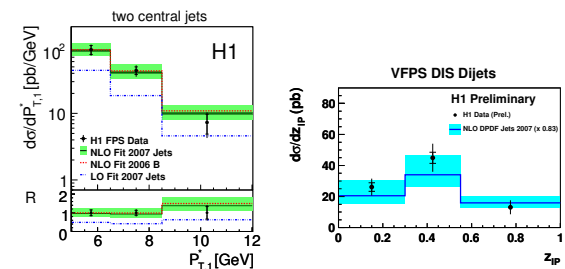 two central jets
H1
dσ/dP*T,1 [pb/GeV]
10²
10
1
H1 FPS Data
NLO Fit 2007 Jets
NLO Fit 2006 B
LO Fit 2007 Jets
R
2
1
0
6 7 8 9 10 11 12
P*T,1 [GeV]
VFPS DIS Dijets
dσ/dzIP (pb)
80
60
40
20
0
H1 Preliminary
H1 Data (Prel.)
NLO DPDF Jets 2007 (x 0.83)
0 0.2 0.4 0.6 0.8 1
zIP